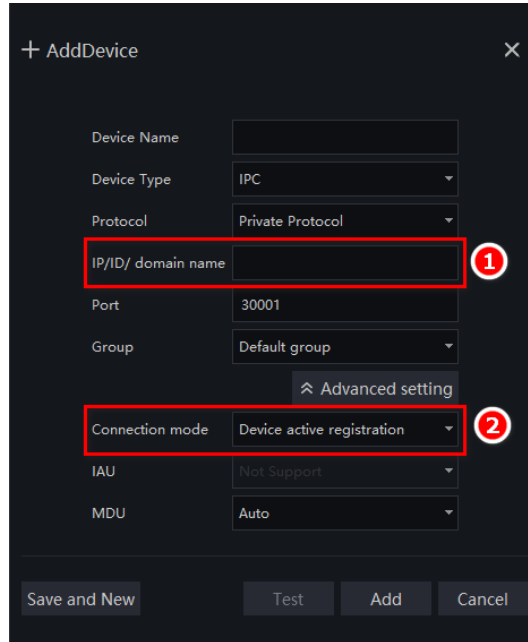 + AddDevice ×
Device Name
Device Type IPC
Protocol Private Protocol
IP/ID/ domain name 1
Port 30001
Group Default group
Advanced setting
Connection mode Device active registration 2
IAU Not Support
MDU Auto
Save and New Test Add Cancel